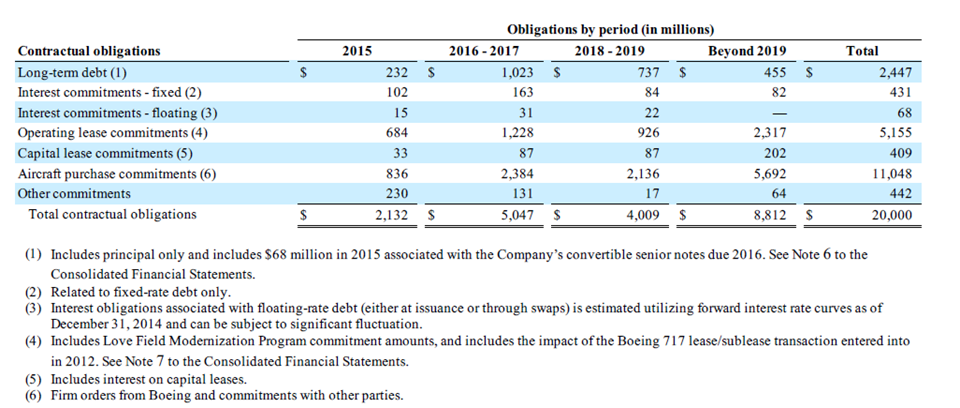 Obligations by period (in millions)
Contractual obligations 2015 2016 - 2017 2018 - 2019 Beyond 2019 Total
Long-term debt (1) $ 232 $ 1,023 $ 737 $ 455 $ 2,447
Interest commitments - fixed (2) 102 163 84 82 431
Interest commitments - floating (3) 15 31 22 — 68
Operating lease commitments (4) 684 1,228 926 2,317 5,155
Capital lease commitments (5) 33 87 87 202 409
Aircraft purchase commitments (6) 836 2,384 2,136 5,692 11,048
Other commitments 230 131 17 64 442
Total contractual obligations $ 2,132 $ 5,047 $ 4,009 $ 8,812 $ 20,000
(1) Includes principal only and includes $68 million in 2015 associated with the Company's convertible senior notes due 2016. See Note 6 to the
Consolidated Financial Statements.
(2) Related to fixed-rate debt only.
(3) Interest obligations associated with floating-rate debt (either at issuance or through swaps) is estimated utilizing forward interest rate curves as of
December 31, 2014 and can be subject to significant fluctuation.
(4) Includes Love Field Modernization Program commitment amounts, and includes the impact of the Boeing 717 lease/sublease transaction entered into
in 2012. See Note 7 to the Consolidated Financial Statements.
(5) Includes interest on capital leases.
(6) Firm orders from Boeing and commitments with other parties.